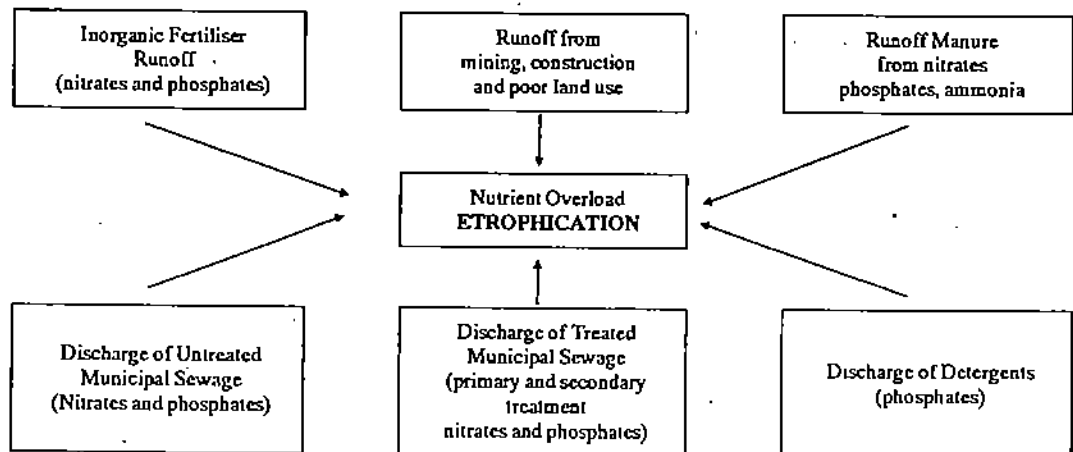 Inorganic Fertiliser
Runoff
(nitrates and phosphates)
Runoff from
mining, construction
and poor land use
Runoff Manure
from nitrates
phosphates, ammonia
Nutrient Overload
ETROPHICATION
Discharge of Untreated
Municipal Sewage
(Nitrates and phosphates)
Discharge of Treated
Municipal Sewage
(primary and secondary
treatment
nitrates and phosphates)
Discharge of Detergents
(phosphates)